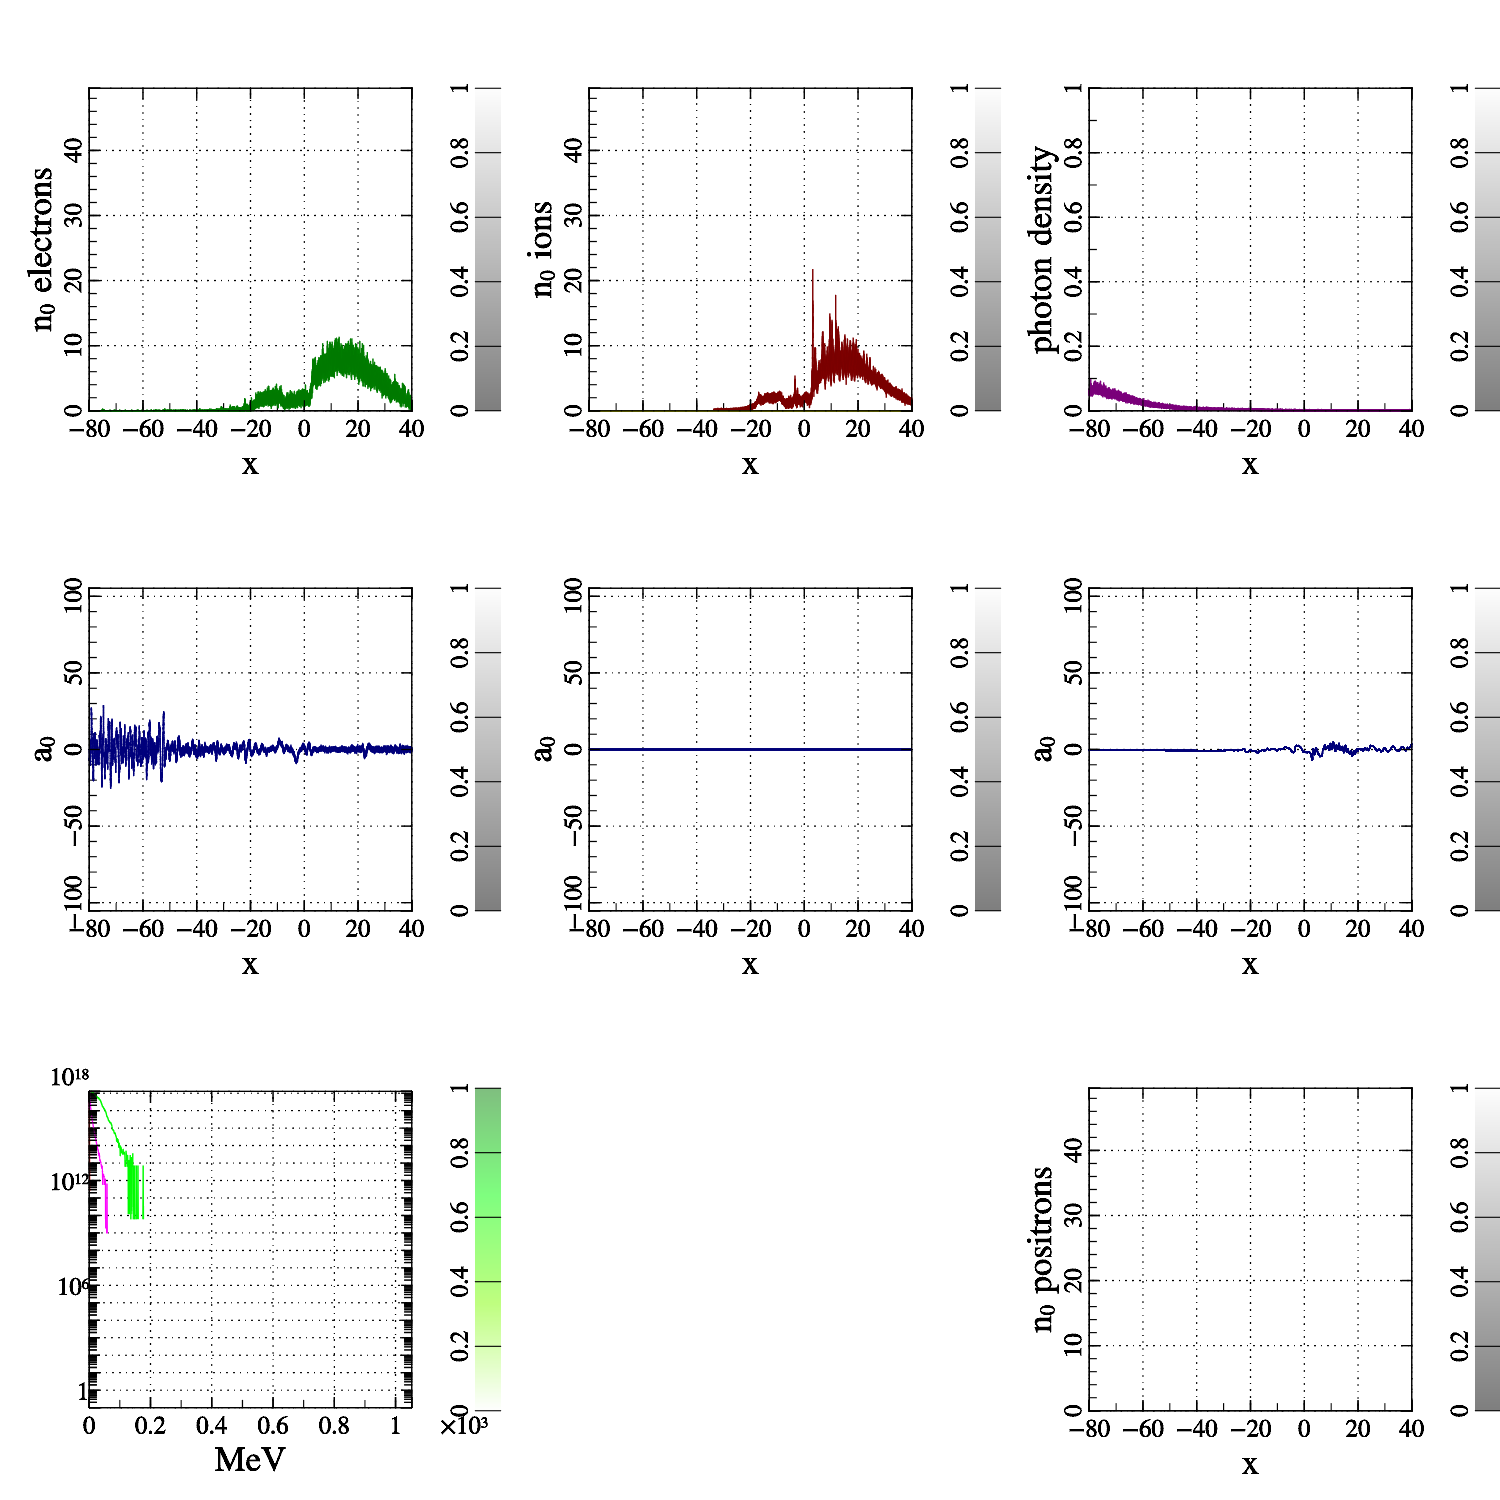 n0 electrons
0 10 20 30 40
−80 −60 −40 −20 0 20 40
x
0 0.2 0.4 0.6 0.8 1
n0 ions
0 10 20 30 40
−80 −60 −40 −20 0 20 40
x
0 0.2 0.4 0.6 0.8 1
photon density
0 0.2 0.4 0.6 0.8 1
−80 −60 −40 −20 0 20 40
x
0 0.2 0.4 0.6 0.8 1
a0
−100 −50 0 50 100
−80 −60 −40 −20 0 20 40
x
0 0.2 0.4 0.6 0.8 1
a0
−100 −50 0 50 100
−80 −60 −40 −20 0 20 40
x
0 0.2 0.4 0.6 0.8 1
a0
−100 −50 0 50 100
−80 −60 −40 −20 0 20 40
x
0 0.2 0.4 0.6 0.8 1
10^18
10^12
10^6
1
0 0.2 0.4 0.6 0.8 1
×10^3
MeV
0 0.2 0.4 0.6 0.8 1
n0 positrons
0 10 20 30 40
−80 −60 −40 −20 0 20 40
x
0 0.2 0.4 0.6 0.8 1